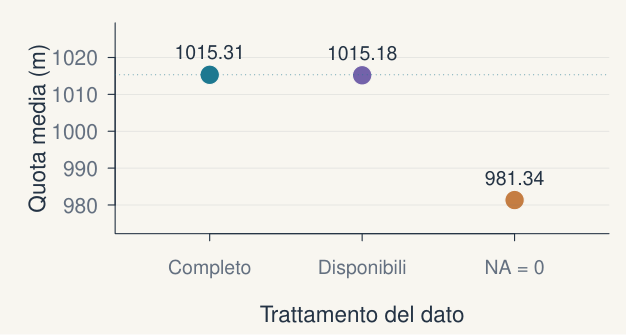 Quota media (m)
1020
1010
1000
990
980
1015.31
1015.18
981.34
Completo
Disponibili
NA = 0
Trattamento del dato